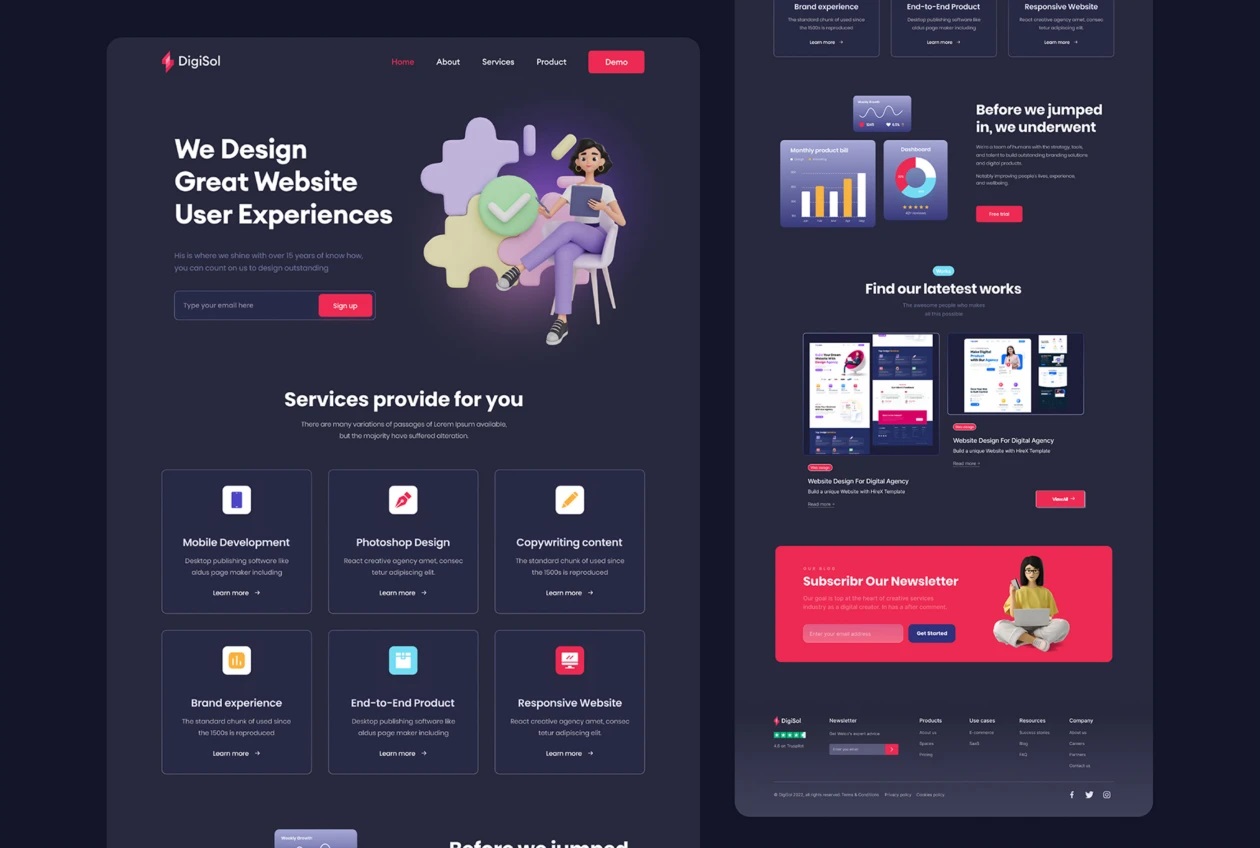 DigiSol
Home
About
Services
Product
Demo
We Design
Great Website
User Experiences
His is where we shine with over 15 years of know how,
you can count on us to design outstanding
Type your email here
Sign up
Services provide for you
There are many variations of passages of Lorem Ipsum available,
but the majority have suffered alteration.
Mobile Development
Desktop publishing software like
aldus page maker including
Learn more →
Photoshop Design
React creative agency amet, consec
tetur adipiscing elit.
Learn more →
Copywriting content
The standard chunk of used since
the 1500s is reproduced
Learn more →
Brand experience
The standard chunk of used since
the 1500s is reproduced
Learn more →
End-to-End Product
Desktop publishing software like
aldus page maker including
Learn more →
Responsive Website
React creative agency amet, consec
tetur adipiscing elit.
Learn more →
Weekly Growth
Before we jumped
Brand experience
The standard chunk of used since
the 1500s is reproduced
Learn more →
End-to-End Product
Desktop publishing software like
aldus page maker including
Learn more →
Responsive Website
React creative agency amet, consec
tetur adipiscing elit.
Learn more →
Weekly Growth
Monthly product bill
Dashboard
Before we jumped
in, we underwent
We're a team of humans with the strategy, tools,
and talent to build outstanding branding solutions
and digital products.
Notably improving people's lives, experience,
and wellbeing.
Free trial
Works
Find our latetest works
The awesome people who makes
all this possible
Web design
Website Design For Digital Agency
Build a unique Website with HireX Template
Read more →
Web design
Website Design For Digital Agency
Build a unique Website with HireX Template
Read more →
View All →
OUR BLOG
Subscribr Our Newsletter
Our goal is top at the heart of creative services
industry as a digital creator. In has a after comment.
Enter your email address
Get Started
DigiSol
4.8 on Trustpilot
Newsletter
Enter your email
Products
About us
Spaces
Pricing
Use cases
E-commerce
SaaS
Resources
Success stories
Blog
FAQ
Company
About us
Careers
Partners
Contact us
© DigiSol 2022, all rights reserved. Terms & Conditions
Privacy policy
Cookies policy